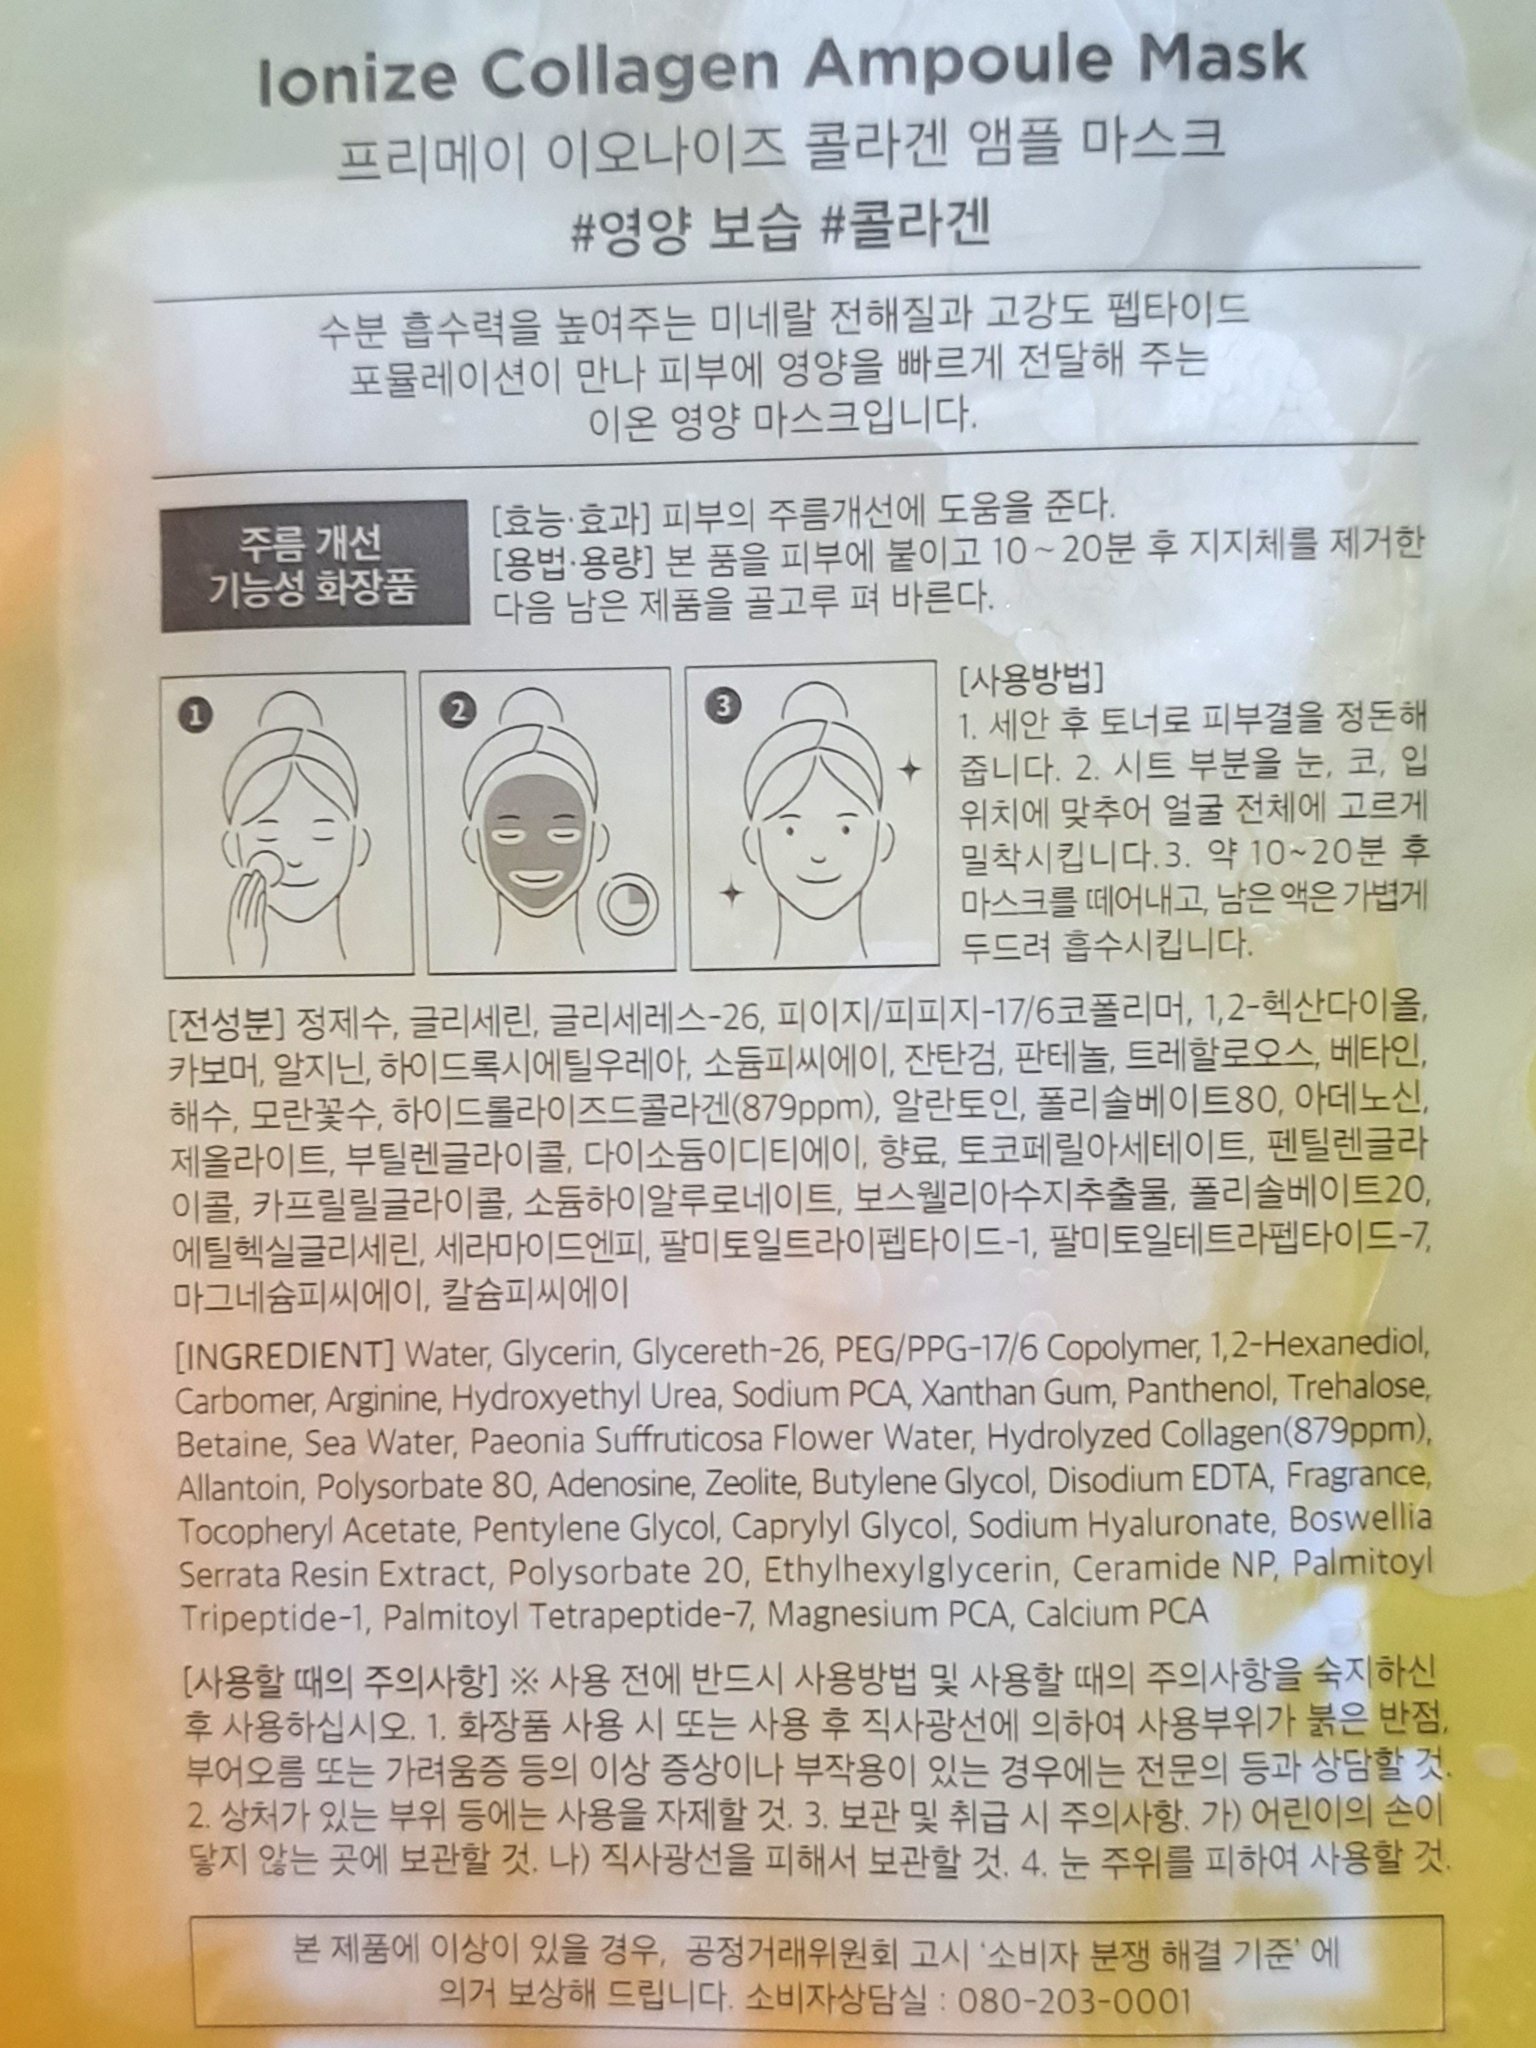 Ionize Collagen Ampoule Mask
프리메이 이오나이즈 콜라겐 앰플 마스크
#영양 보습 #콜라겐
수분 흡수력을 높여주는 미네랄 전해질과 고강도 펩타이드
포뮬레이션이 만나 피부에 영양을 빠르게 전달해 주는
이온 영양 마스크입니다.
주름 개선
기능성 화장품
[효능·효과] 피부의 주름개선에 도움을 준다.
[용법·용량] 본 품을 피부에 붙이고 10~20분 후 지지체를 제거한
다음 남은 제품을 골고루 펴 바른다.
1
2
3
[사용방법]
1. 세안 후 토너로 피부결을 정돈해
줍니다. 2. 시트 부분을 눈, 코, 입
위치에 맞추어 얼굴 전체에 고르게
밀착시킵니다.3. 약 10~20분 후
마스크를 떼어내고, 남은 액은 가볍게
두드려 흡수시킵니다.
[전성분] 정제수, 글리세린, 글리세레스-26, 피이지/피피지-17/6코폴리머, 1,2-헥산다이올,
카보머, 알지닌, 하이드록시에틸우레아, 소듐피씨에이, 잔탄검, 판테놀, 트레할로오스, 베타인,
해수, 모란꽃수, 하이드롤라이즈드콜라겐(879ppm), 알란토인, 폴리솔베이트80, 아데노신,
제올라이트, 부틸렌글라이콜, 다이소듐이디티에이, 향료, 토코페릴아세테이트, 펜틸렌글라
이콜, 카프릴릴글라이콜, 소듐하이알루로네이트, 보스웰리아수지추출물, 폴리솔베이트20,
에틸헥실글리세린, 세라마이드엔피, 팔미토일트라이펩타이드-1, 팔미토일테트라펩타이드-7,
마그네슘피씨에이, 칼슘피씨에이
[INGREDIENT] Water, Glycerin, Glycereth-26, PEG/PPG-17/6 Copolymer, 1,2-Hexanediol,
Carbomer, Arginine, Hydroxyethyl Urea, Sodium PCA, Xanthan Gum, Panthenol, Trehalose,
Betaine, Sea Water, Paeonia Suffruticosa Flower Water, Hydrolyzed Collagen(879ppm),
Allantoin, Polysorbate 80, Adenosine, Zeolite, Butylene Glycol, Disodium EDTA, Fragrance,
Tocopheryl Acetate, Pentylene Glycol, Caprylyl Glycol, Sodium Hyaluronate, Boswellia
Serrata Resin Extract, Polysorbate 20, Ethylhexylglycerin, Ceramide NP, Palmitoyl
Tripeptide-1, Palmitoyl Tetrapeptide-7, Magnesium PCA, Calcium PCA
[사용할 때의 주의사항] ※ 사용 전에 반드시 사용방법 및 사용할 때의 주의사항을 숙지하신
후 사용하십시오. 1. 화장품 사용 시 또는 사용 후 직사광선에 의하여 사용부위가 붉은 반점,
부어오름 또는 가려움증 등의 이상 증상이나 부작용이 있는 경우에는 전문의 등과 상담할 것.
2. 상처가 있는 부위 등에는 사용을 자제할 것. 3. 보관 및 취급 시 주의사항. 가) 어린이의 손이
닿지 않는 곳에 보관할 것. 나) 직사광선을 피해서 보관할 것. 4. 눈 주위를 피하여 사용할 것.
본 제품에 이상이 있을 경우, 공정거래위원회 고시 '소비자 분쟁 해결 기준' 에
의거 보상해 드립니다. 소비자상담실 : 080-203-0001